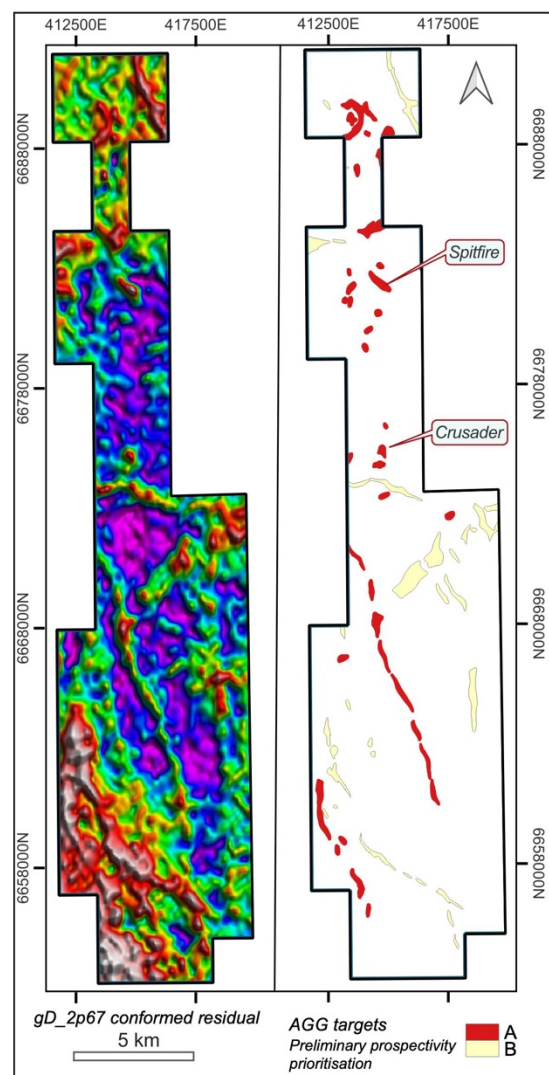 412500E 417500E 412500E 417500E
6688000N
6678000N
6668000N
6658000N
6688000N
6678000N
6668000N
6658000N
Spitfire
Crusader
gD_2p67 conformed residual
5 km
AGG targets
Preliminary prospectivity
prioritisation
A
B